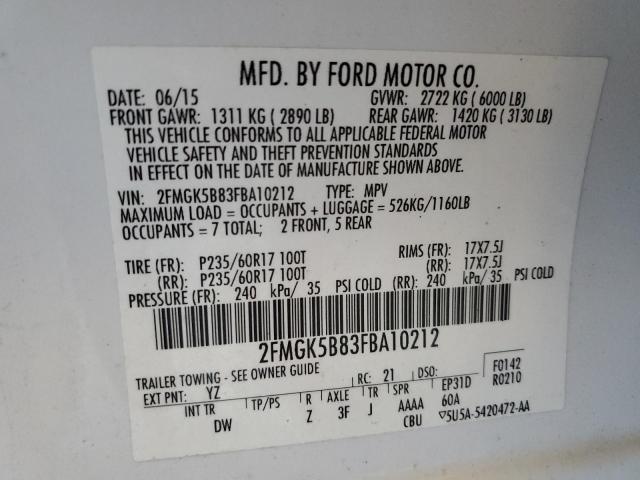 MFD. BY FORD MOTOR CO.
DATE: 06/15 GVWR: 2722 KG ( 6000 LB)
FRONT GAWR: 1311 KG ( 2890 LB) REAR GAWR: 1420 KG ( 3130 LB)
THIS VEHICLE CONFORMS TO ALL APPLICABLE FEDERAL MOTOR
VEHICLE SAFETY AND THEFT PREVENTION STANDARDS
IN EFFECT ON THE DATE OF MANUFACTURE SHOWN ABOVE.
VIN: 2FMGK5B83FBA10212 TYPE: MPV
MAXIMUM LOAD = OCCUPANTS + LUGGAGE = 526KG/1160LB
OCCUPANTS = 7 TOTAL; 2 FRONT, 5 REAR
TIRE (FR): P235/60R17 100T RIMS (FR): 17X7.5J
(RR): P235/60R17 100T (RR): 17X7.5J
PRESSURE (FR): 240 kPa/ 35 PSI COLD (RR): 240 kPa/ 35 PSI COLD
2FMGK5B83FBA10212
TRAILER TOWING - SEE OWNER GUIDE RC: 21 DSO: F0142
EXT PNT: YZ EP31D R0210
INT TR TP/PS R AXLE TR SPR 60A
DW Z 3F J AAAA
CBU ▽5U5A-5420472-AA